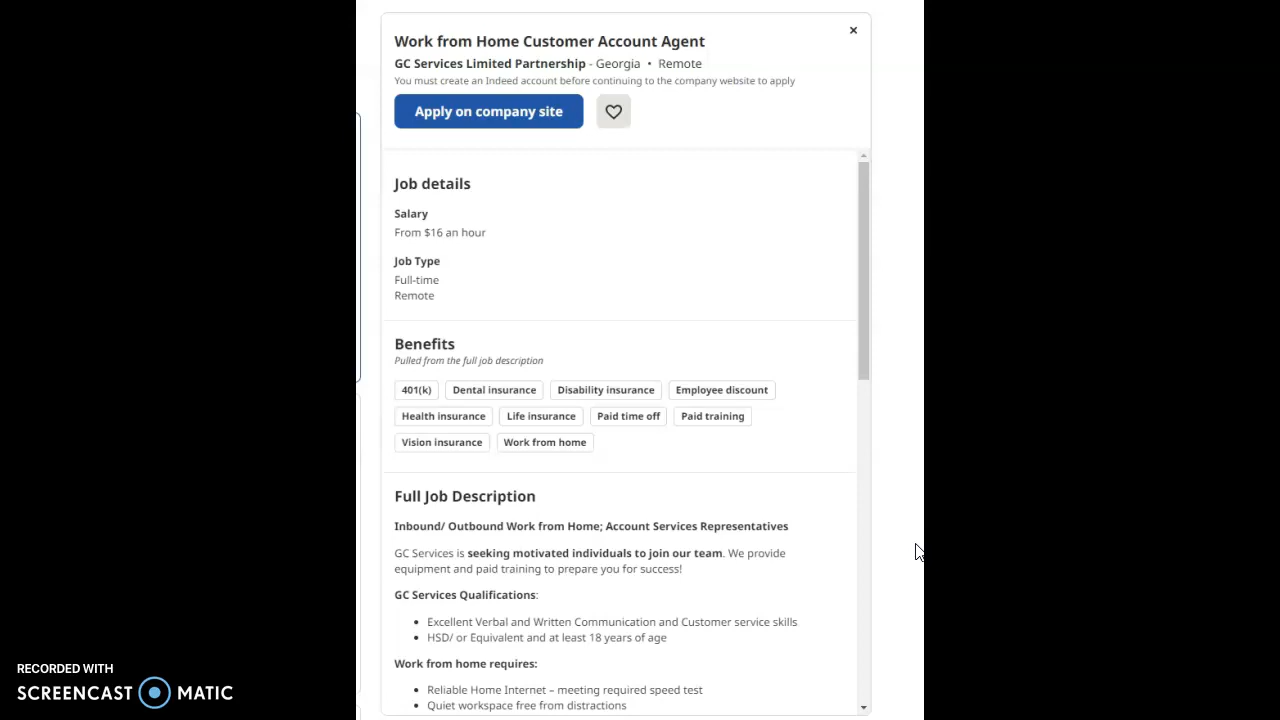 ×
Work from Home Customer Account Agent
GC Services Limited Partnership - Georgia • Remote
You must create an Indeed account before continuing to the company website to apply
Apply on company site
Job details
Salary
From $16 an hour
Job Type
Full-time
Remote
Benefits
Pulled from the full job description
401(k) Dental insurance Disability insurance Employee discount
Health insurance Life insurance Paid time off Paid training
Vision insurance Work from home
Full Job Description
Inbound/ Outbound Work from Home; Account Services Representatives
GC Services is seeking motivated individuals to join our team. We provide
equipment and paid training to prepare you for success!
GC Services Qualifications:
• Excellent Verbal and Written Communication and Customer service skills
• HSD/ or Equivalent and at least 18 years of age
Work from home requires:
• Reliable Home Internet – meeting required speed test
• Quiet workspace free from distractions
RECORDED WITH
SCREENCAST MATIC